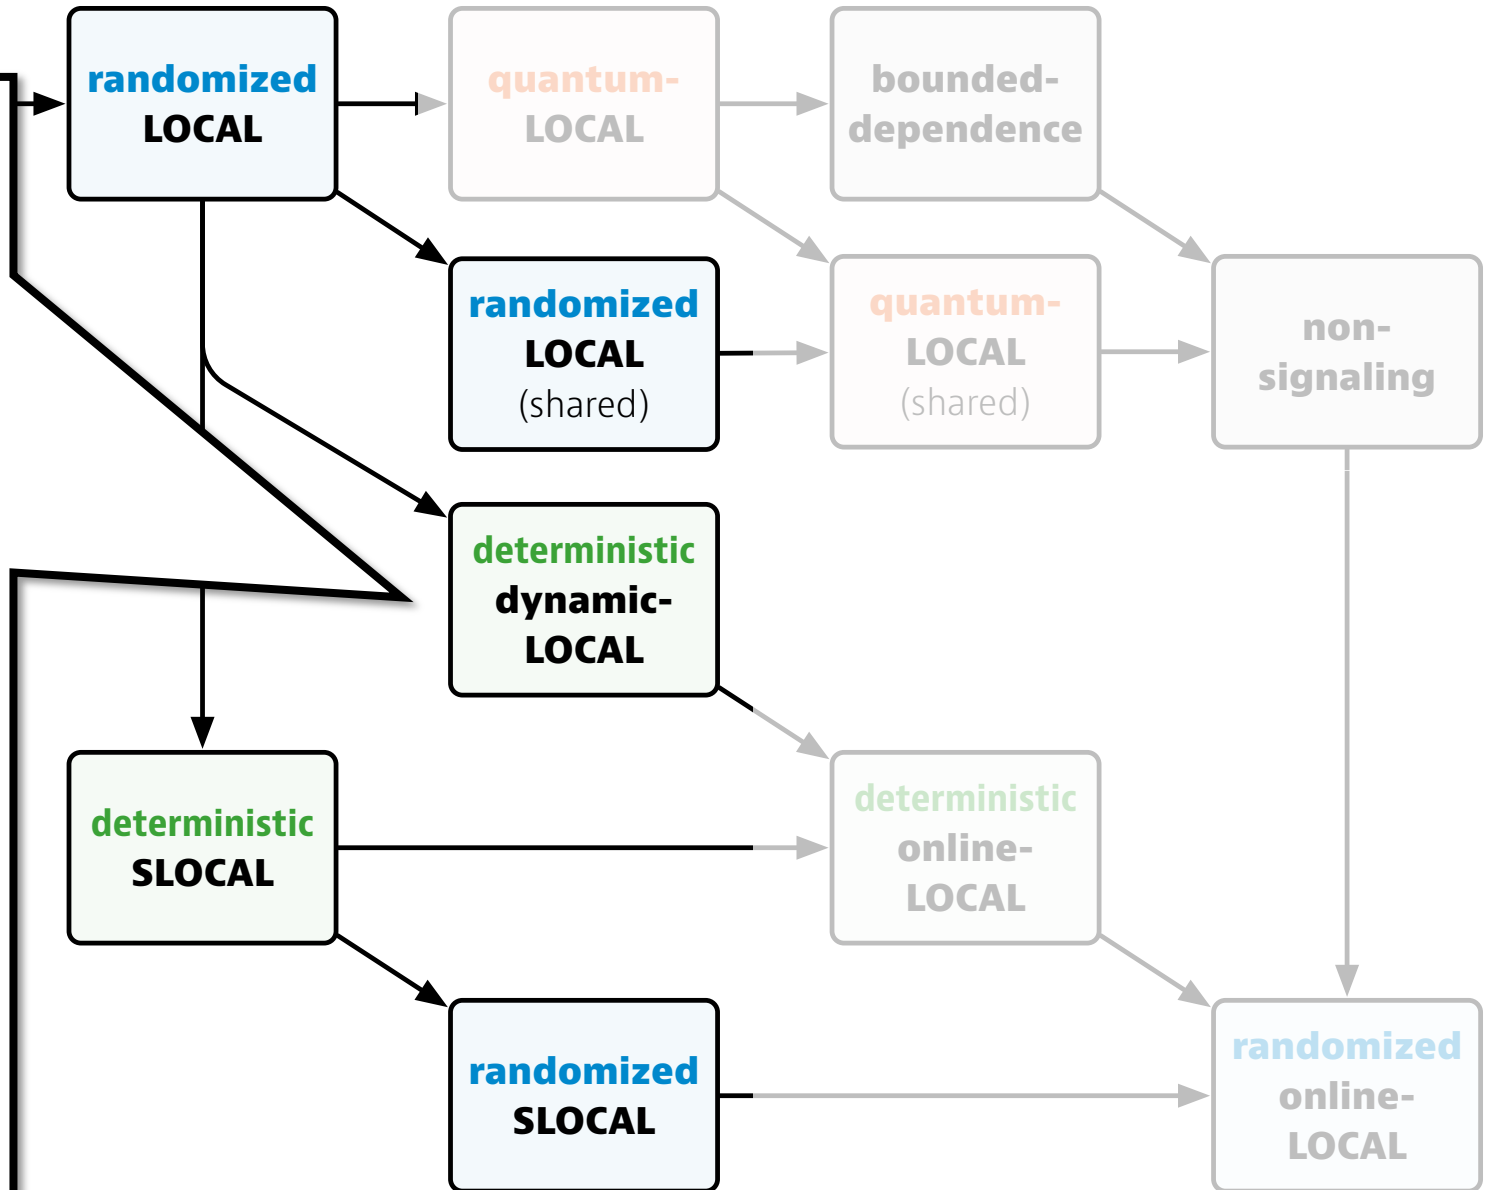 randomized
LOCAL
quantum-
LOCAL
bounded-
dependence
randomized
LOCAL
(shared)
quantum-
LOCAL
(shared)
non-
signaling
deterministic
dynamic-
LOCAL
deterministic
SLOCAL
deterministic
online-
LOCAL
randomized
SLOCAL
randomized
online-
LOCAL